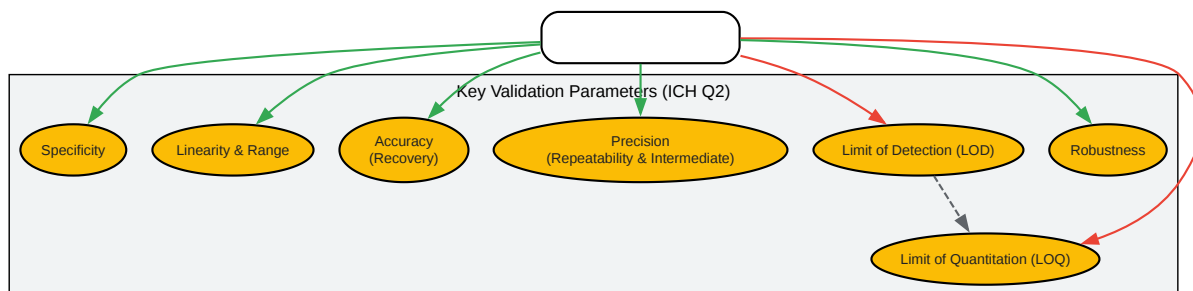 Key Validation Parameters (ICH Q2)
Specificity
Linearity & Range
Accuracy
(Recovery)
Precision
(Repeatability & Intermediate)
Limit of Detection (LOD)
Robustness
Limit of Quantitation (LOQ)